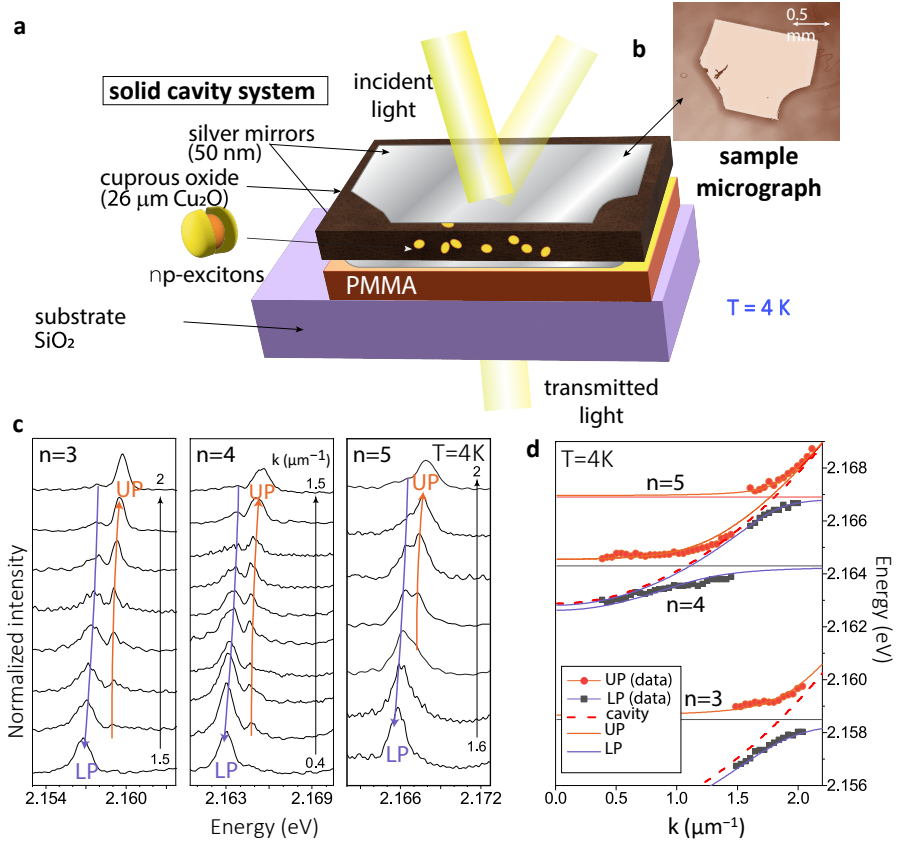 a
b
0.5
mm
solid cavity system
incident
light
silver mirrors
(50 nm)
cuprous oxide
(26 μm Cu2O)
sample
micrograph
np-excitons
PMMA
T = 4 K
substrate
SiO₂
transmitted
light
c
n=3
2
UP
LP
1.5
2.154
2.160
n=4
k (μm⁻¹)
1.5
UP
LP
0.4
2.163
2.169
n=5
T=4K
2
UP
LP
1.6
2.166
2.172
Normalized intensity
Energy (eV)
d
T=4K
n=5
n=4
n=3
UP (data)
LP (data)
cavity
UP
LP
2.168
2.166
2.164
2.162
2.160
2.158
2.156
Energy (eV)
0.0
0.5
1.0
1.5
2.0
k (μm⁻¹)